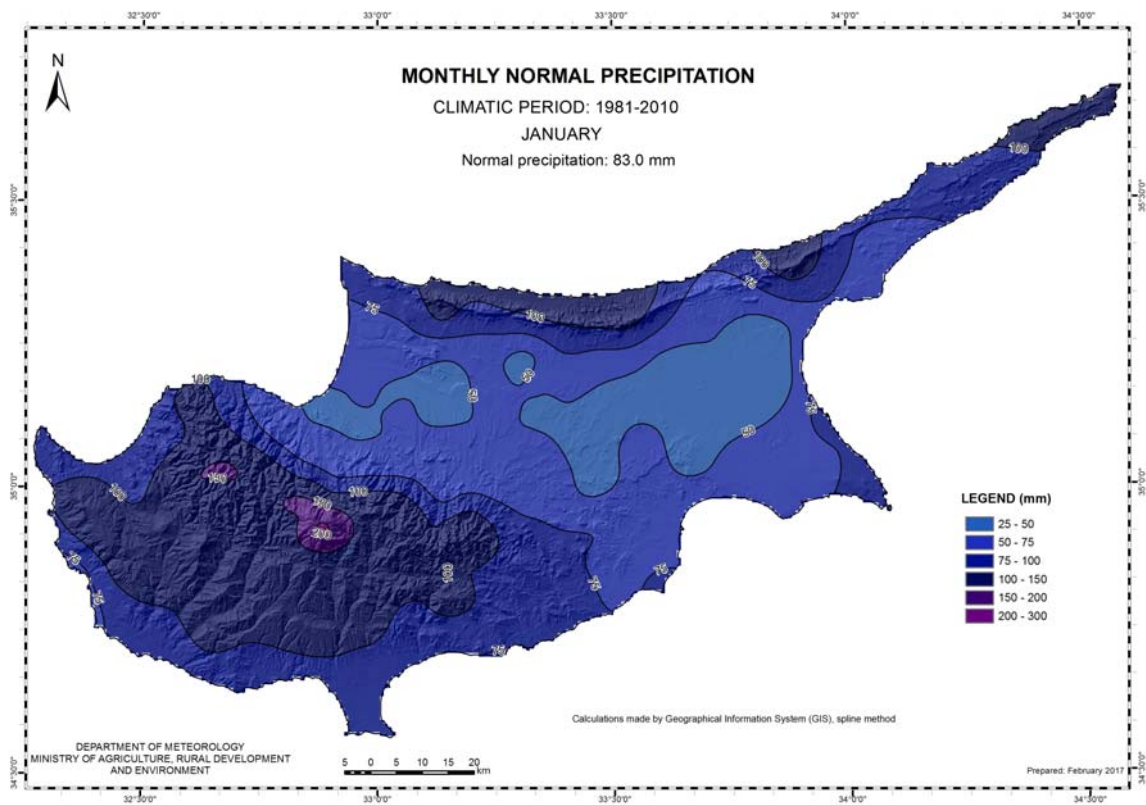 32°30'0"
33°0'0"
33°30'0"
34°0'0"
34°30'0"
N
MONTHLY NORMAL PRECIPITATION
CLIMATIC PERIOD: 1981-2010
JANUARY
Normal precipitation: 83.0 mm
100
35°30'0"
35°30'0"
100
75
75
100
100
50
50
75
50
150
35°0'0"
35°0'0"
100
100
150
200
100
75
75
75
75
75
LEGEND (mm)
25 - 50
50 - 75
75 - 100
100 - 150
150 - 200
200 - 300
Calculations made by Geographical Information System (GIS), spline method
DEPARTMENT OF METEOROLOGY
MINISTRY OF AGRICULTURE, RURAL DEVELOPMENT
AND ENVIRONMENT
5 0 5 10 15 20
km
Prepared: February 2017
34°30'0"
34°30'0"
32°30'0"
33°0'0"
33°30'0"
34°0'0"
34°30'0"